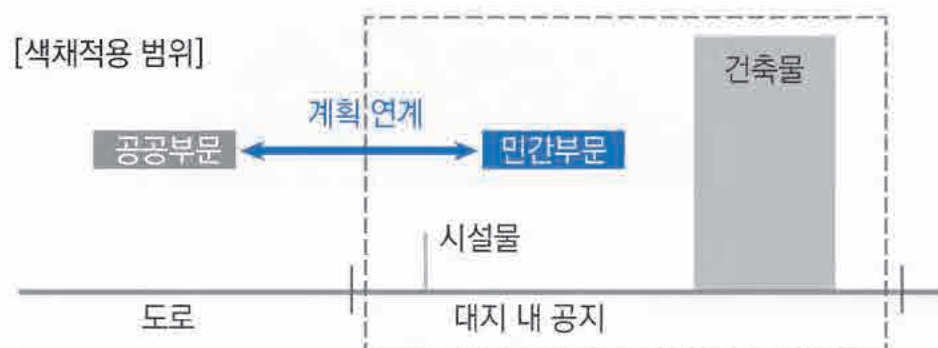 [색채적용 범위]
건축물
계획 연계
공공부문
민간부문
시설물
도로
대지 내 공지